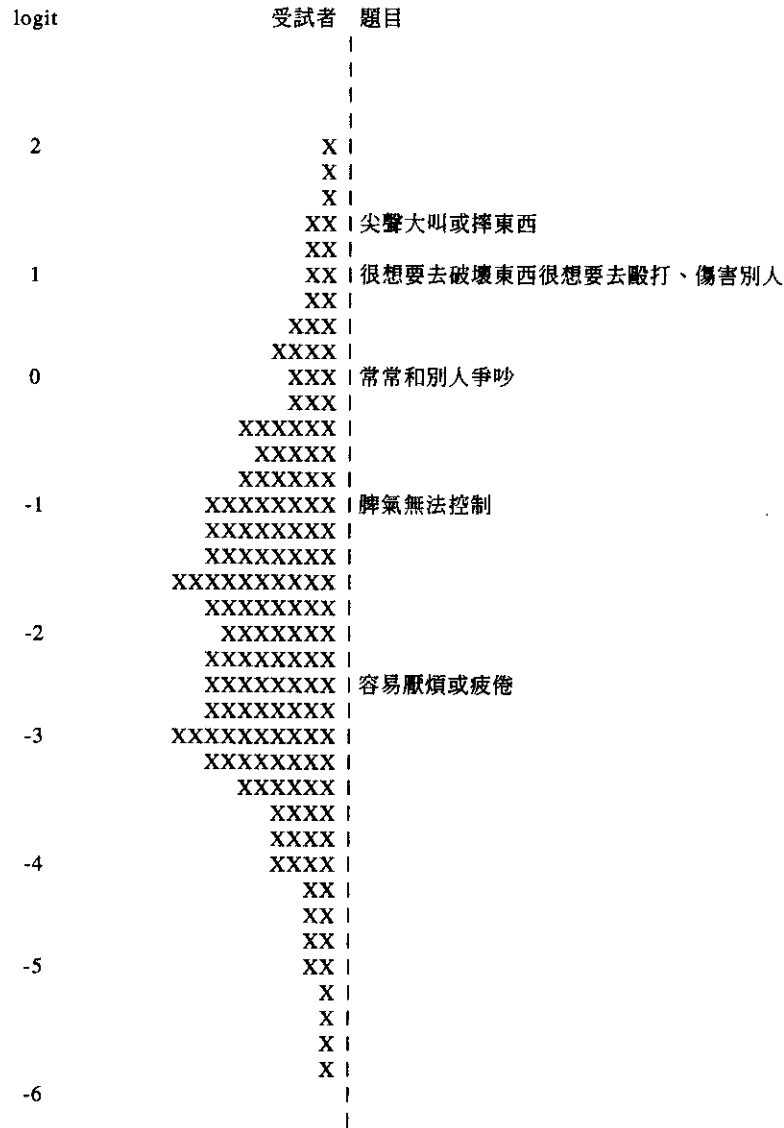 logit 受試者 題目
2 X
X
X
XX 尖聲大叫或摔東西
XX
1 XX 很想要去破壞東西很想要去毆打、傷害別人
XX
XXX
XXXX
0 XXX 常常和別人爭吵
XXX
XXXXXX
XXXXX
XXXXXX
-1 XXXXXXXX 脾氣無法控制
XXXXXXXX
XXXXXXXX
XXXXXXXXXX
XXXXXXXX
-2 XXXXXXX
XXXXXXXX
XXXXXXXX 容易厭煩或疲倦
XXXXXXXX
-3 XXXXXXXXXX
XXXXXXXX
XXXXXX
XXXX
XXXX
-4 XXXX
XX
XX
XX
-5 XX
X
X
X
X
-6